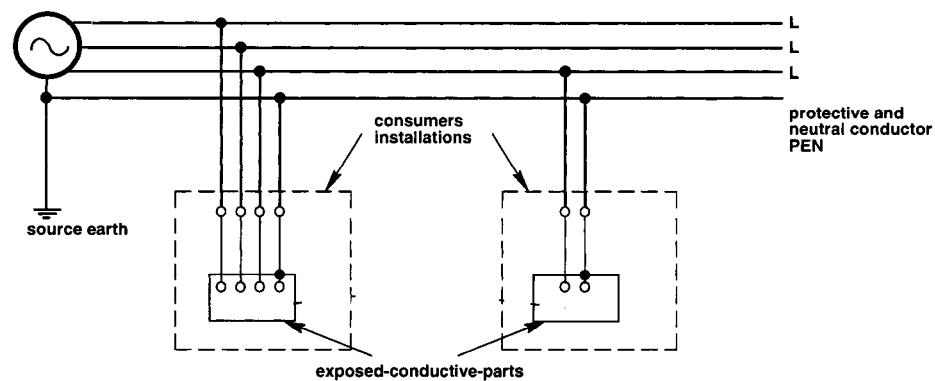 L
L
L
protective and
neutral conductor
PEN
consumers
installations
source earth
exposed-conductive-parts